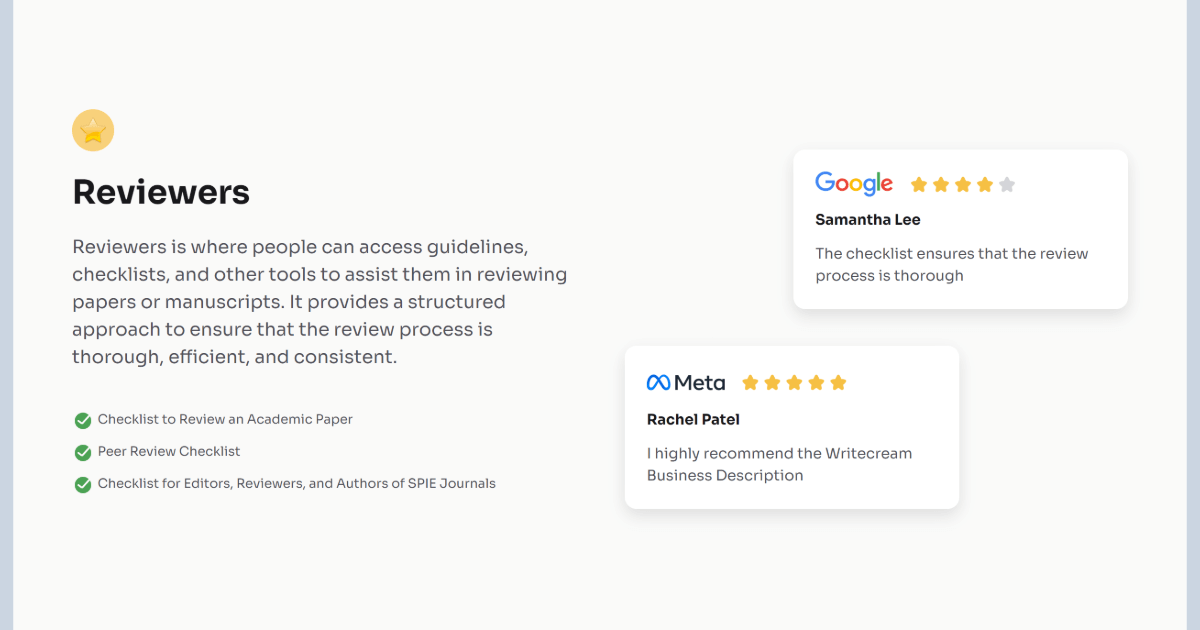 Reviewers
Reviewers is where people can access guidelines,
checklists, and other tools to assist them in reviewing
papers or manuscripts. It provides a structured
approach to ensure that the review process is
thorough, efficient, and consistent.
Checklist to Review an Academic Paper
Peer Review Checklist
Checklist for Editors, Reviewers, and Authors of SPIE Journals
Google
Samantha Lee
The checklist ensures that the review
process is thorough
Meta
Rachel Patel
I highly recommend the Writecream
Business Description